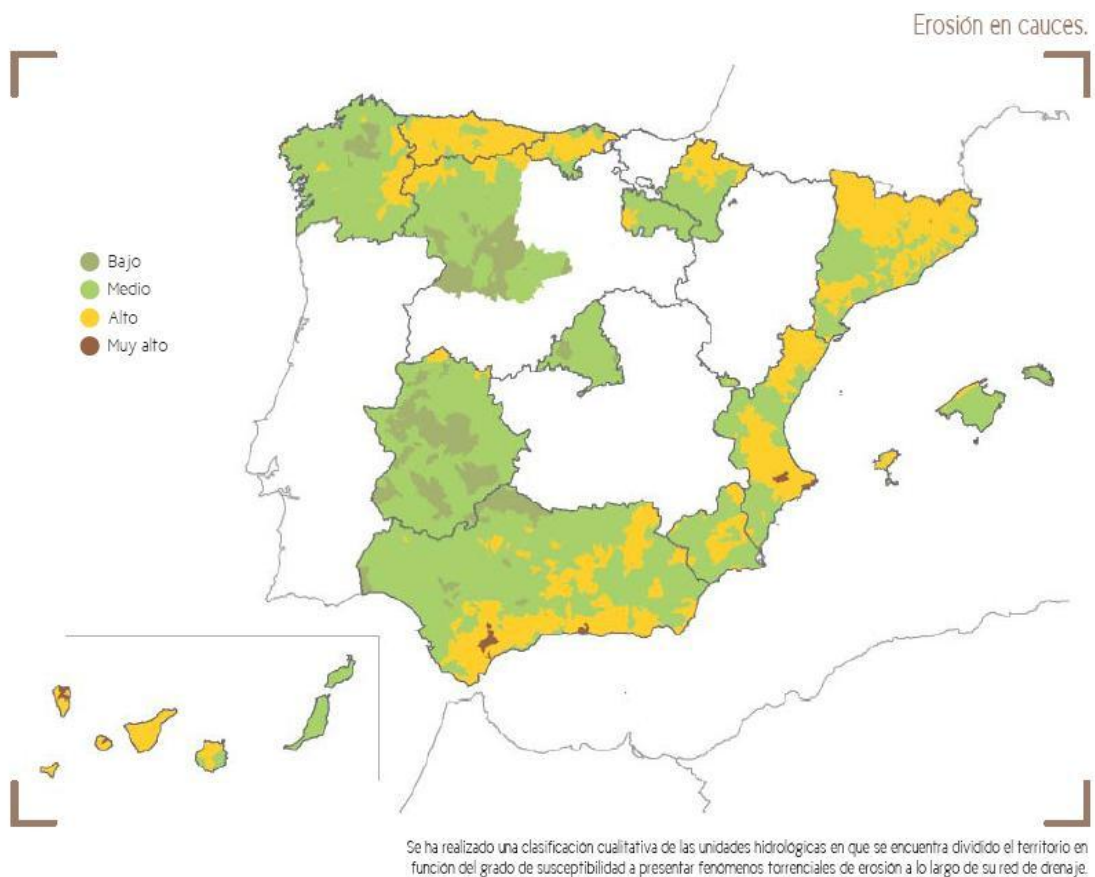 Erosión en cauces.
Bajo
Medio
Alto
Muy alto
Se ha realizado una clasificación cualitativa de las unidades hidrológicas en que se encuentra dividido el territorio en
función del grado de susceptibilidad a presentar fenómenos torrenciales de erosión a lo largo de su red de drenaje.